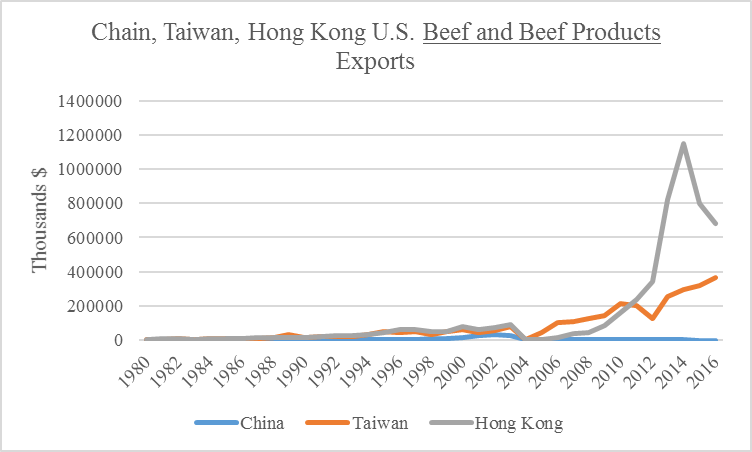 Chain, Taiwan, Hong Kong U.S. Beef and Beef Products
Exports
Thousands $
1400000
1200000
1000000
800000
600000
400000
200000
0
1980 1982 1984 1986 1988 1990 1992 1994 1996 1998 2000 2002 2004 2006 2008 2010 2012 2014 2016
China Taiwan Hong Kong